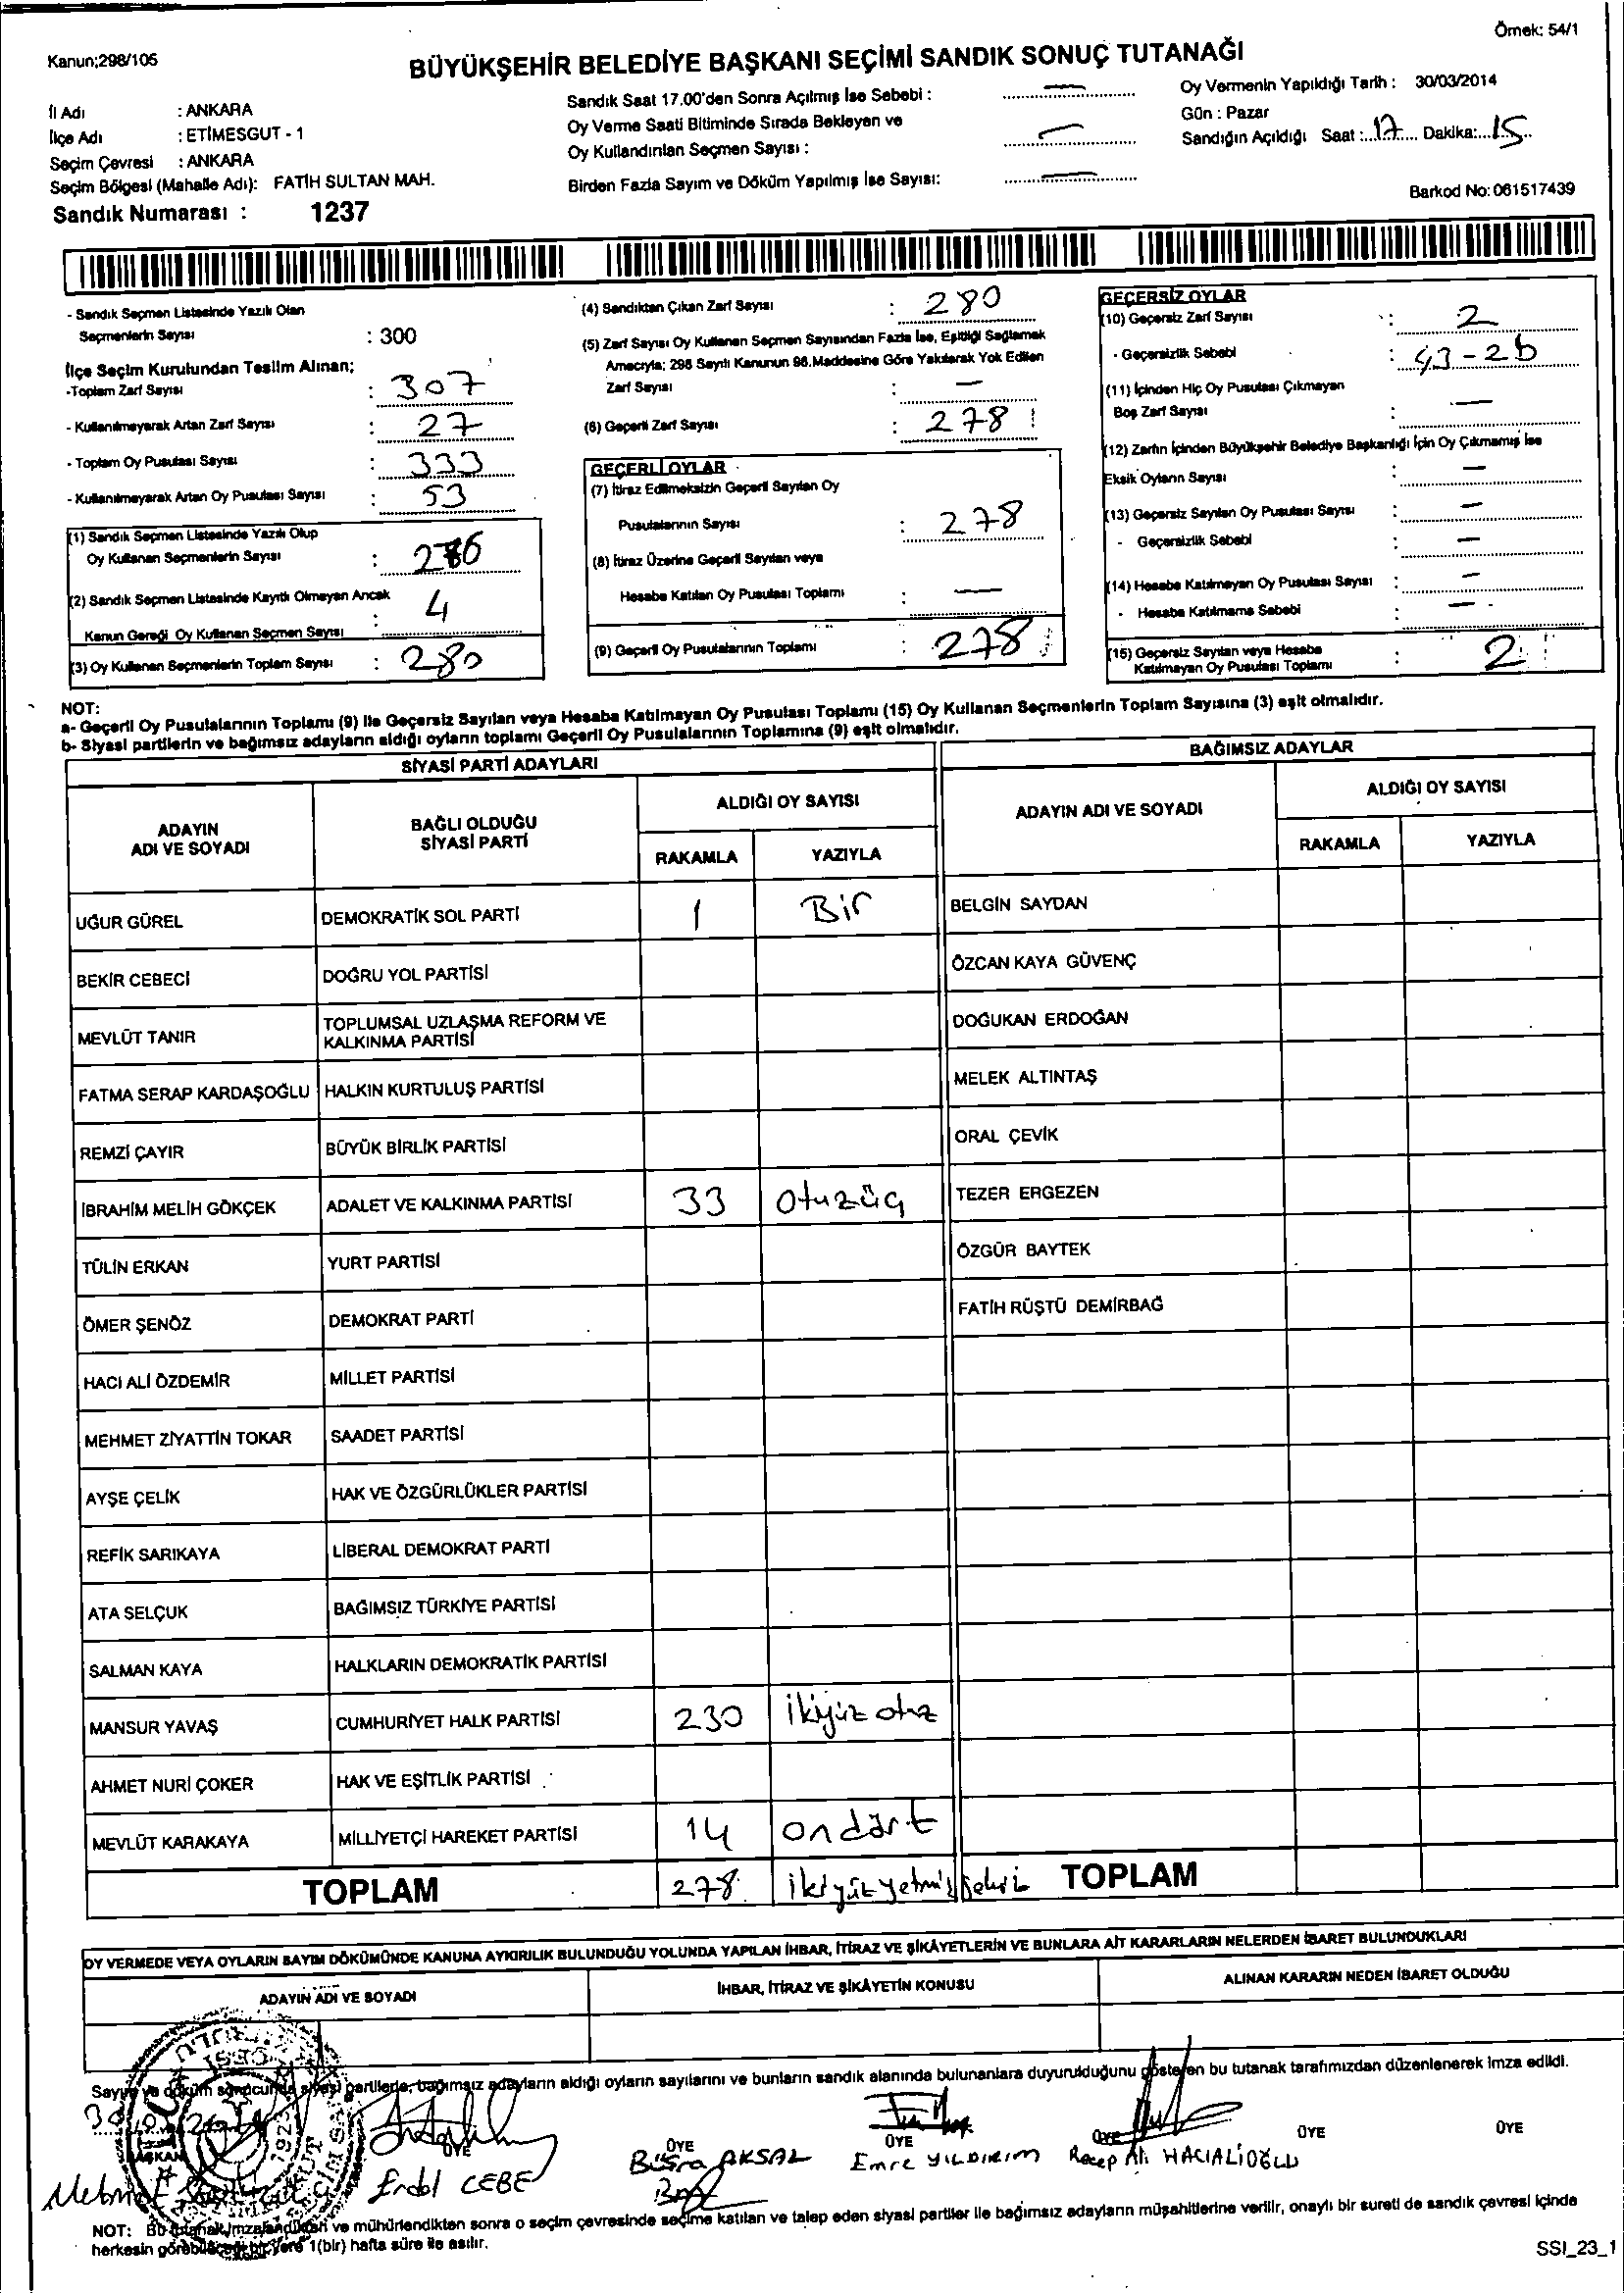 Örnek: 54/1
Kanun;298/105
BÜYÜKŞEHİR BELEDİYE BAŞKANI SEÇİMİ SANDIK SONUÇ TUTANAĞI
İl Adı : ANKARA
İlçe Adı : ETİMESGUT - 1
Seçim Çevresi : ANKARA
Seçim Bölgesi (Mahalle Adı): FATİH SULTAN MAH.
Sandık Numarası : 1237
Sandık Saat 17.00'den Sonra Açılmış İse Sebebi : —
Oy Verme Saati Bitiminde Sırada Bekleyen ve
Oy Kullandırılan Seçmen Sayısı : —
Birden Fazla Sayım ve Döküm Yapılmış İse Sayısı: —
Oy Vermenin Yapıldığı Tarih : 30/03/2014
Gün : Pazar
Sandığın Açıldığı Saat :..17.... Dakika:...15..
Barkod No: 061517439
- Sandık Seçmen Listesinde Yazılı Olan
Seçmenlerin Sayısı : 300
İlçe Seçim Kurulundan Teslim Alınan;
-Toplam Zarf Sayısı : 307
- Kullanılmeyarak Artan Zarf Sayısı : 27
- Toplam Oy Pusulası Sayısı : 333
- Kullanılmeyarak Artan Oy Pusulası Sayısı : 53
(1) Sandık Seçmen Listesinde Yazılı Olup
Oy Kullanan Seçmenlerin Sayısı : 276
(2) Sandık Seçmen Listesinde Kayıtlı Olmayan Ancak
Kanun Gereği Oy Kullanan Seçmen Sayısı : 4
(3) Oy Kullanan Seçmenlerin Toplam Sayısı : 280
(4) Sandıktan Çıkan Zarf Sayısı : 280
(5) Zarf Sayısı Oy Kullanan Seçmen Sayısından Fazla İse, Eşitliği Sağlamak
Amacıyla; 298 Sayılı Kanunun 98.Maddesine Göre Yakılarak Yok Edilen
Zarf Sayısı : —
(6) Geçerli Zarf Sayısı : 278
GEÇERLİ OYLAR
(7) İtiraz Edilmeksizin Geçerli Sayılan Oy
Pusulalarının Sayısı : 278
(8) İtiraz Üzerine Geçerli Sayılan veya
Hesaba Katılan Oy Pusulası Toplamı : —
(9) Geçerli Oy Pusulalarının Toplamı : 278
GEÇERSİZ OYLAR
(10) Geçersiz Zarf Sayısı : 2
- Geçersizlik Sebebi : 43-2b
(11) İçinden Hiç Oy Pusulası Çıkmayan
Boş Zarf Sayısı : —
(12) Zarfın İçinden Büyükşehir Belediye Başkanlığı İçin Oy Çıkmamış İse
Eksik Oyların Sayısı : —
(13) Geçersiz Sayılan Oy Pusulası Sayısı : —
- Geçersizlik Sebebi : —
(14) Hesaba Katılmayan Oy Pusulası Sayısı : —
- Hesaba Katılmama Sebebi : —
(15) Geçersiz Sayılan veya Hesaba
Katılmayan Oy Pusulası Toplamı : 2
NOT:
a- Geçerli Oy Pusulalarının Toplamı (9) ile Geçersiz Sayılan veya Hesaba Katılmayan Oy Pusulası Toplamı (15) Oy Kullanan Seçmenlerin Toplam Sayısına (3) eşit olmalıdır.
b- Siyasi partilerin ve bağımsız adayların aldığı oyların toplamı Geçerli Oy Pusulalarının Toplamına (9) eşit olmalıdır.
SİYASİ PARTİ ADAYLARI
BAĞIMSIZ ADAYLAR
ADAYIN
ADI VE SOYADI
BAĞLI OLDUĞU
SİYASİ PARTİ
ALDIĞI OY SAYISI
RAKAMLA YAZIYLA
ADAYIN ADI VE SOYADI
ALDIĞI OY SAYISI
RAKAMLA YAZIYLA
UĞUR GÜREL DEMOKRATİK SOL PARTİ 1 Bir BELGİN SAYDAN
BEKİR CEBECİ DOĞRU YOL PARTİSİ ÖZCAN KAYA GÜVENÇ
MEVLÜT TANIR TOPLUMSAL UZLAŞMA REFORM VE
KALKINMA PARTİSİ DOĞUKAN ERDOĞAN
FATMA SERAP KARDAŞOĞLU HALKIN KURTULUŞ PARTİSİ MELEK ALTINTAŞ
REMZİ ÇAYIR BÜYÜK BİRLİK PARTİSİ ORAL ÇEVİK
İBRAHİM MELİH GÖKÇEK ADALET VE KALKINMA PARTİSİ 33 otuzüç TEZER ERGEZEN
TÜLİN ERKAN YURT PARTİSİ ÖZGÜR BAYTEK
ÖMER ŞENÖZ DEMOKRAT PARTİ FATİH RÜŞTÜ DEMİRBAĞ
HACI ALİ ÖZDEMİR MİLLET PARTİSİ
MEHMET ZİYATTİN TOKAR SAADET PARTİSİ
AYŞE ÇELİK HAK VE ÖZGÜRLÜKLER PARTİSİ
REFİK SARIKAYA LİBERAL DEMOKRAT PARTİ
ATA SELÇUK BAĞIMSIZ TÜRKİYE PARTİSİ
SALMAN KAYA HALKLARIN DEMOKRATİK PARTİSİ
MANSUR YAVAŞ CUMHURİYET HALK PARTİSİ 230 ikiyüz otuz
AHMET NURİ ÇOKER HAK VE EŞİTLİK PARTİSİ
MEVLÜT KARAKAYA MİLLİYETÇİ HAREKET PARTİSİ 14 ondört
TOPLAM 278 ikiyüz yetmiş sekiz TOPLAM
OY VERMEDE VEYA OYLARIN SAYIM DÖKÜMÜNDE KANUNA AYKIRILIK BULUNDUĞU YOLUNDA YAPILAN İHBAR, İTİRAZ VE ŞİKÂYETLERİN VE BUNLARA AİT KARARLARIN NELERDEN İBARET BULUNDUKLARI
ADAYIN ADI VE SOYADI İHBAR, İTİRAZ VE ŞİKÂYETİN KONUSU ALINAN KARARIN NEDEN İBARET OLDUĞU
Sayım ve döküm sonucunda siyasi partilerle, bağımsız adayların aldığı oyların sayılarını ve bunların sandık alanında bulunanlara duyurulduğunu gösteren bu tutanak tarafımızdan düzenlenerek imza edildi.
BAŞKAN ÜYE ÜYE ÜYE ÜYE ÜYE ÜYE
Erdal CEBE Büşra AKSAL Emre YILDIRIM Recep Ali HACIALİOĞLU
NOT: Bu tutanak imzalandıktan ve mühürlendikten sonra o seçim çevresinde seçime katılan ve talep eden siyasi partiler ile bağımsız adayların müşahitlerine verilir, onaylı bir sureti de sandık çevresi içinde
herkesin görebileceği bir yere 1(bir) hafta süre ile asılır.
SSI_23_1